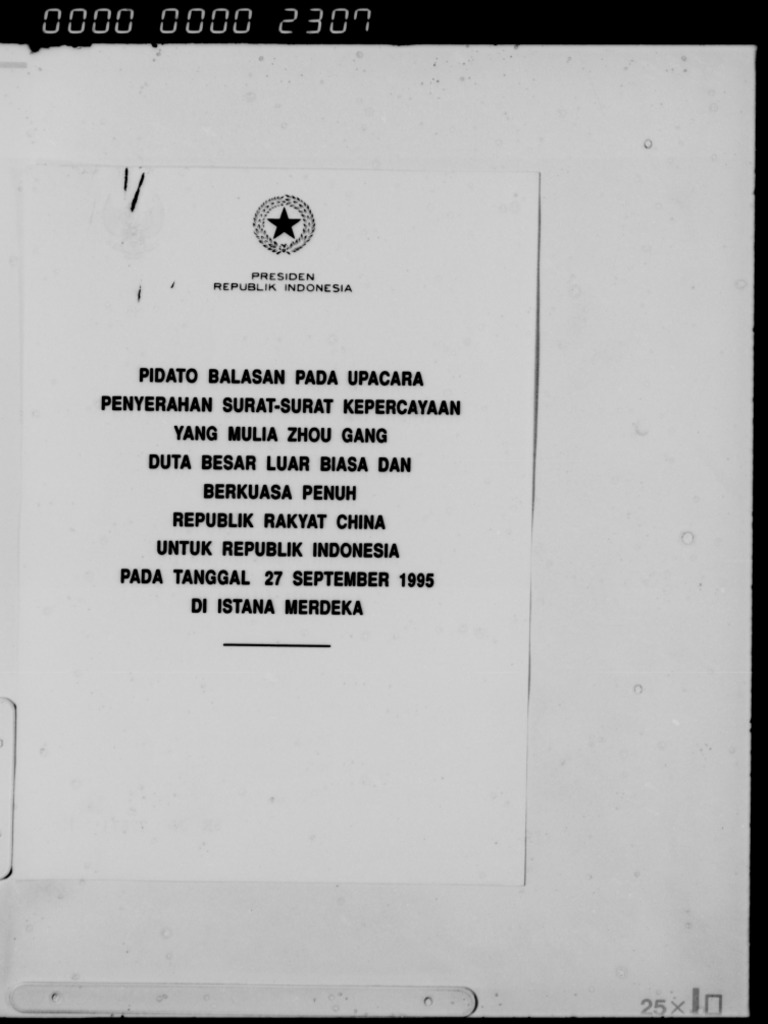 0000 0000 2307
PRESIDEN
REPUBLIK INDONESIA
PIDATO BALASAN PADA UPACARA
PENYERAHAN SURAT-SURAT KEPERCAYAAN
YANG MULIA ZHOU GANG
DUTA BESAR LUAR BIASA DAN
BERKUASA PENUH
REPUBLIK RAKYAT CHINA
UNTUK REPUBLIK INDONESIA
PADA TANGGAL 27 SEPTEMBER 1995
DI ISTANA MERDEKA
25×